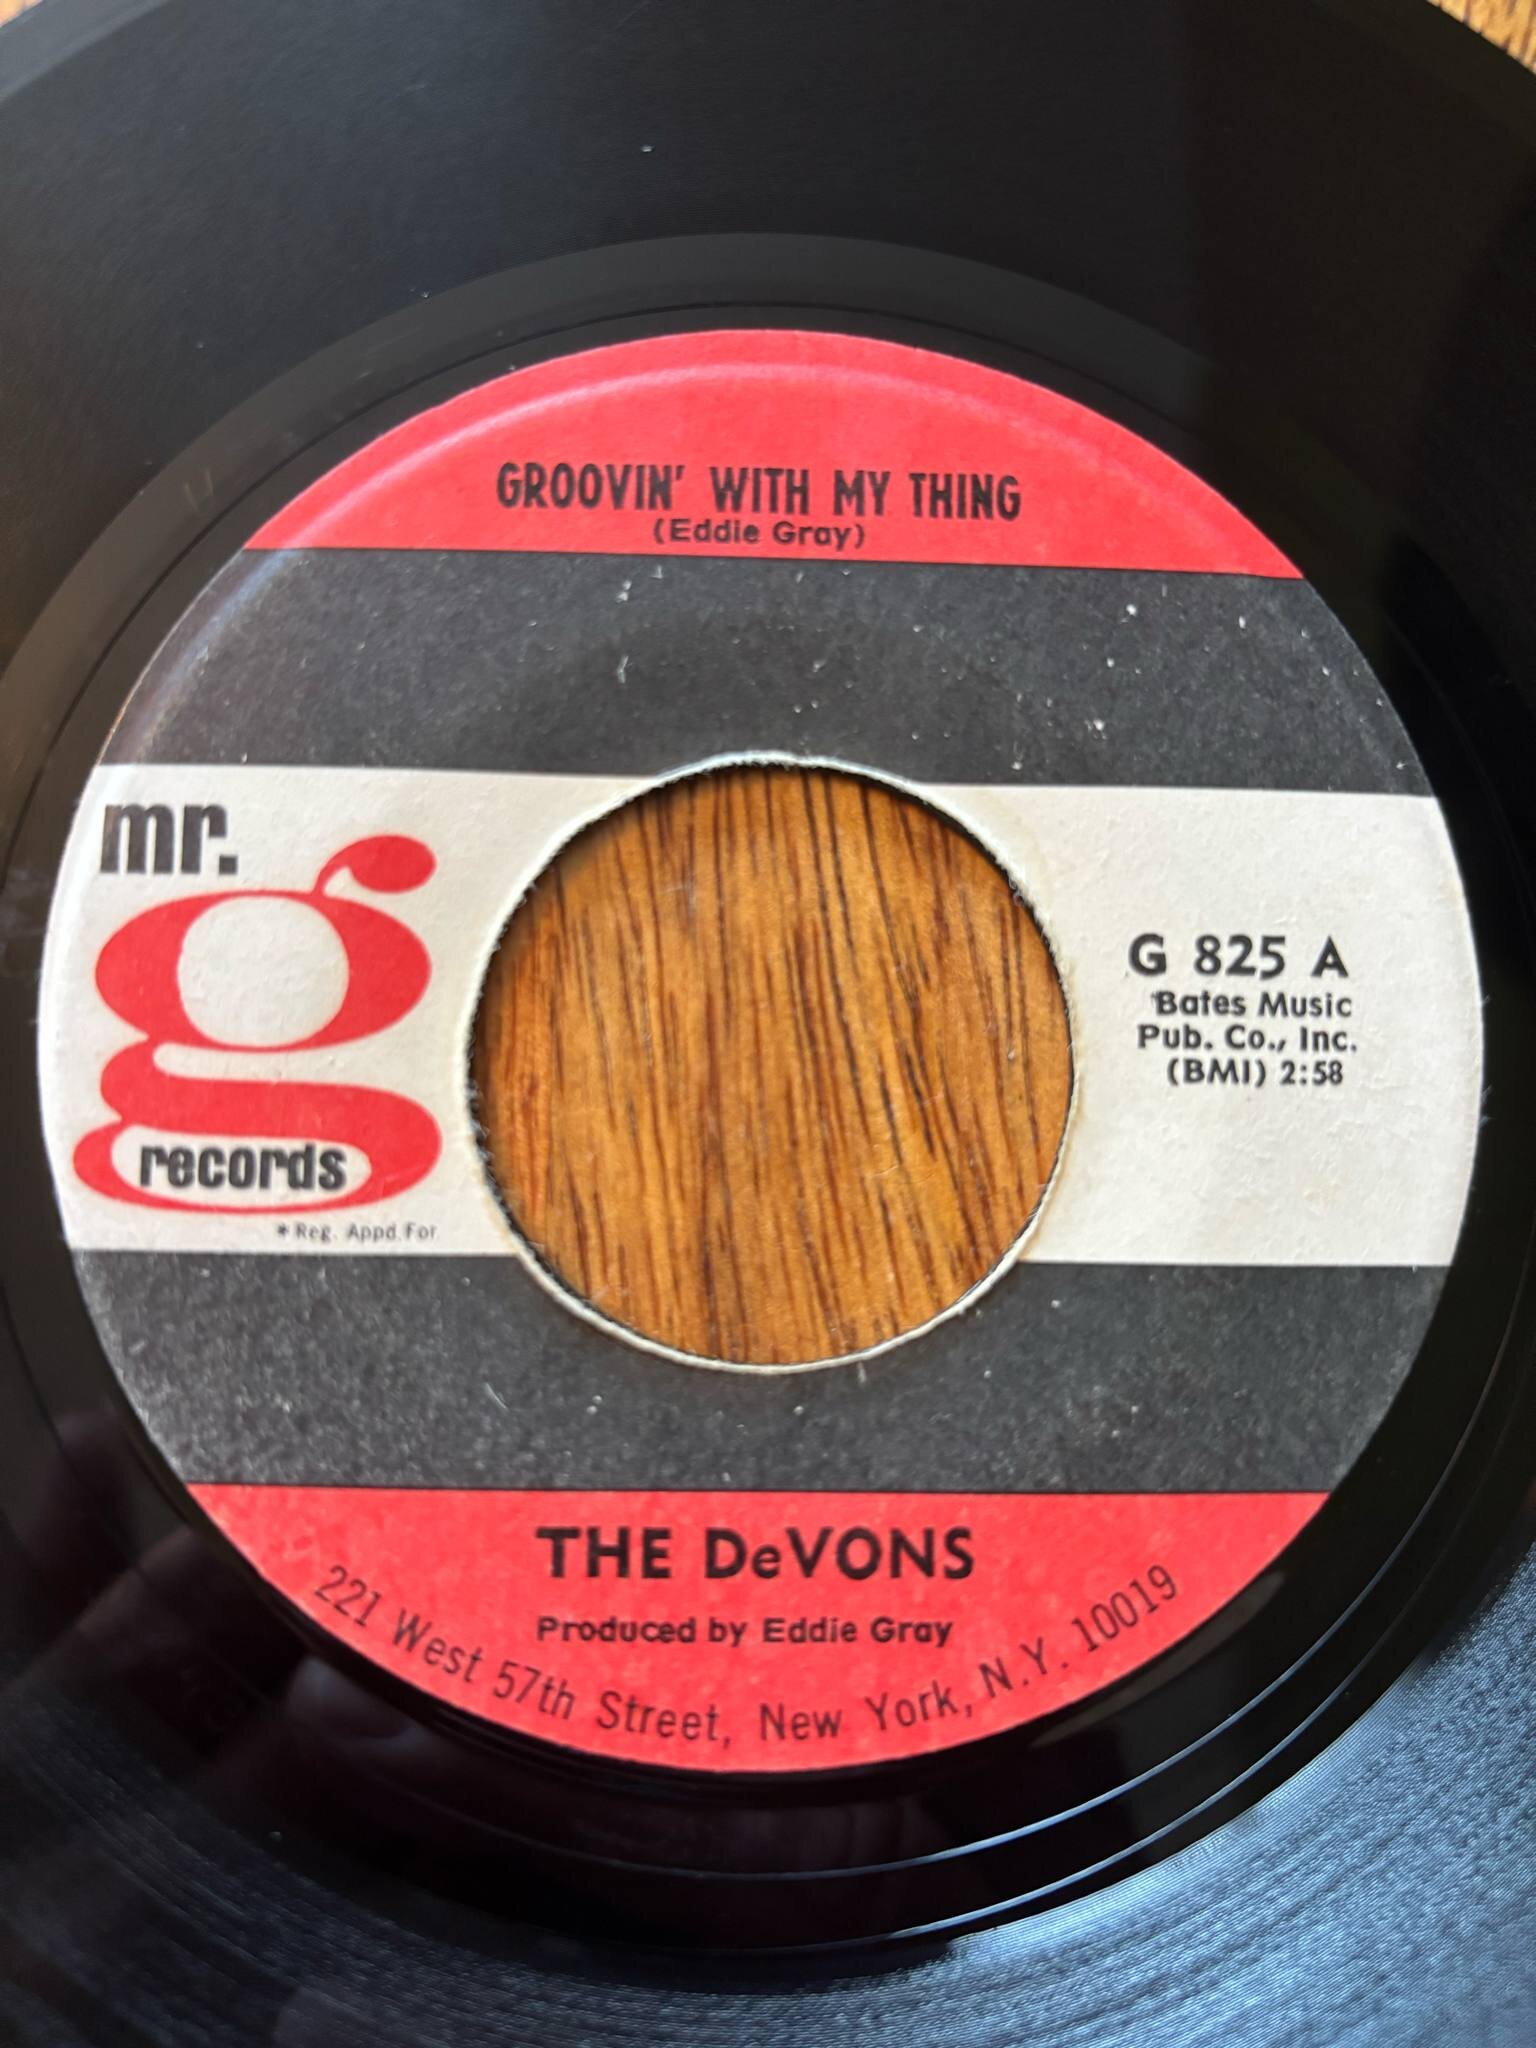 GROOVIN' WITH MY THING
(Eddie Gray)
mr.
g
records
*Reg. Appd. For
G 825 A
Bates Music
Pub. Co., Inc.
(BMI) 2:58
THE DeVONS
Produced by Eddie Gray
221 West 57th Street, New York, N.Y. 10019